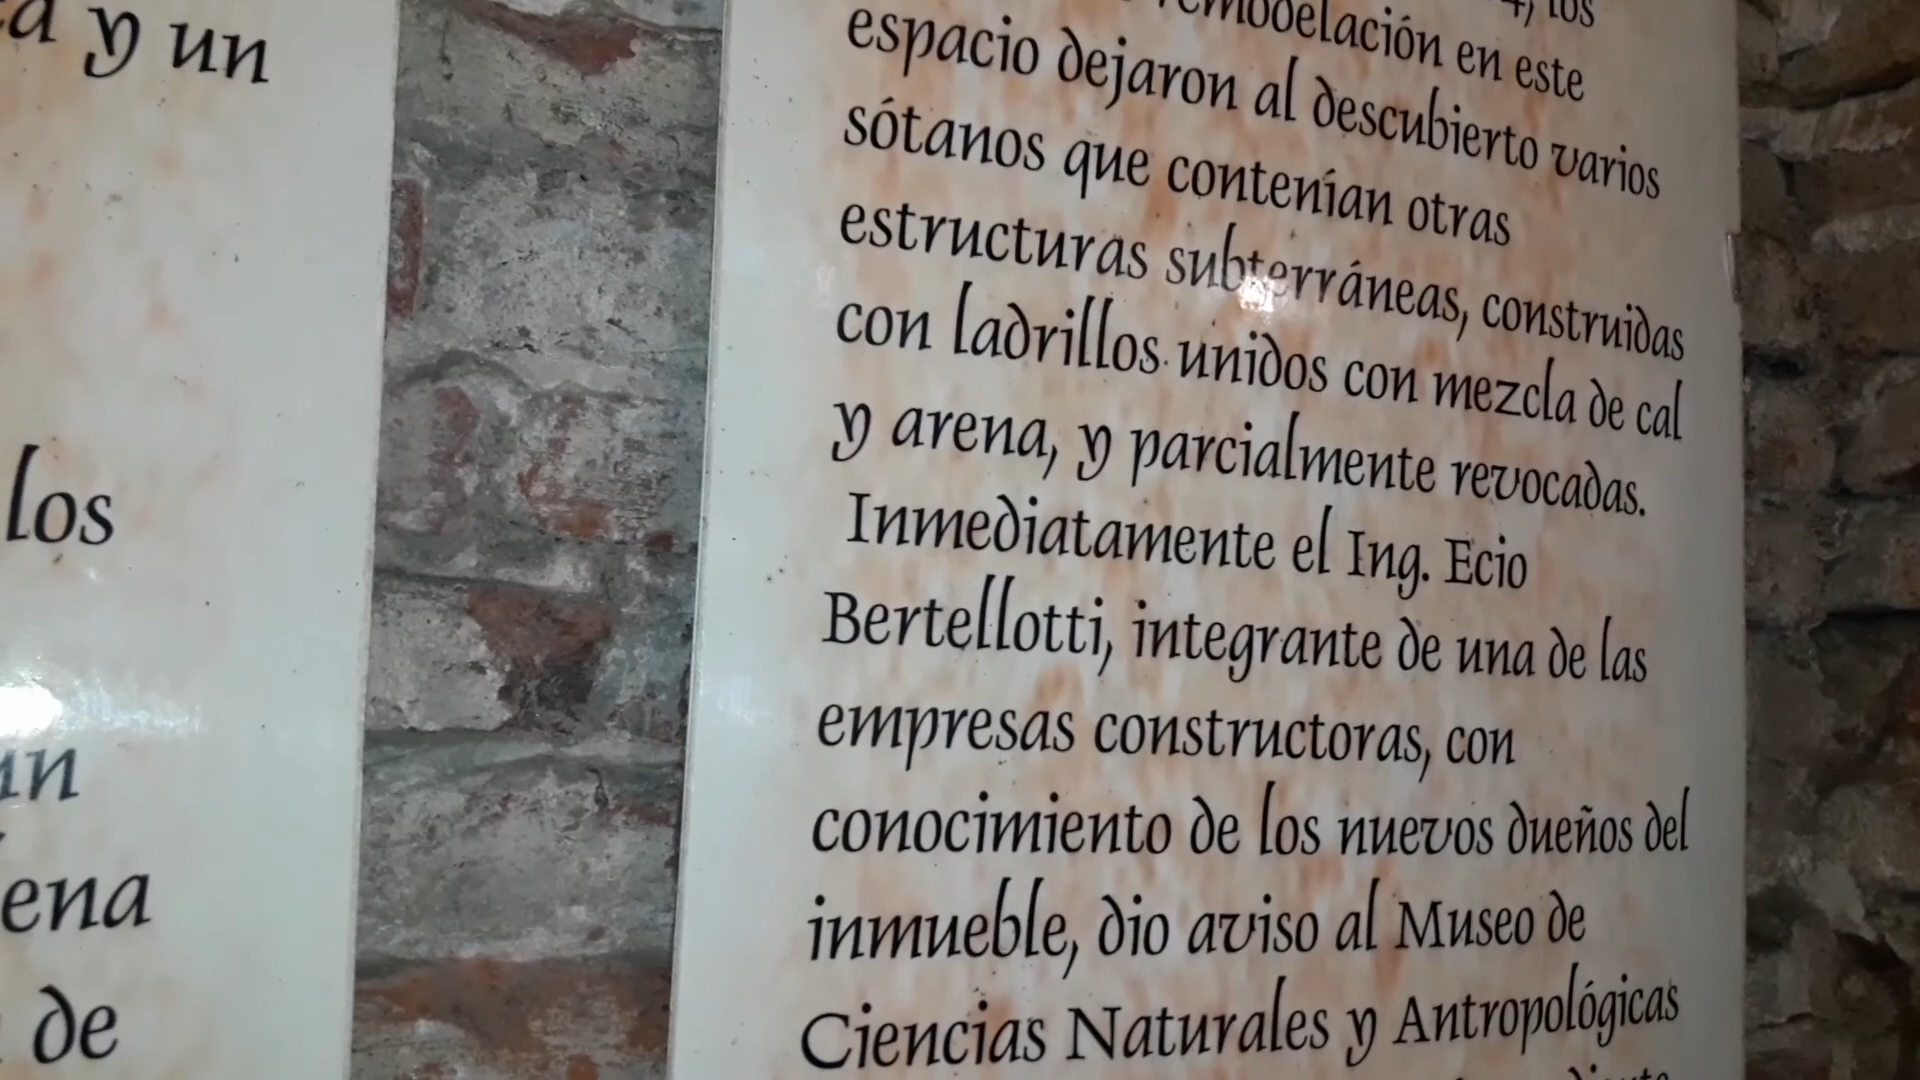 y un
los
ena
de
remodelación en este
espacio dejaron al descubierto varios
sótanos que contenían otras
estructuras subterráneas, construidas
con ladrillos unidos con mezcla de cal
y arena, y parcialmente revocadas.
Inmediatamente el Ing. Ecio
Bertellotti, integrante de una de las
empresas constructoras, con
conocimiento de los nuevos dueños del
inmueble, dio aviso al Museo de
Ciencias Naturales y Antropológicas